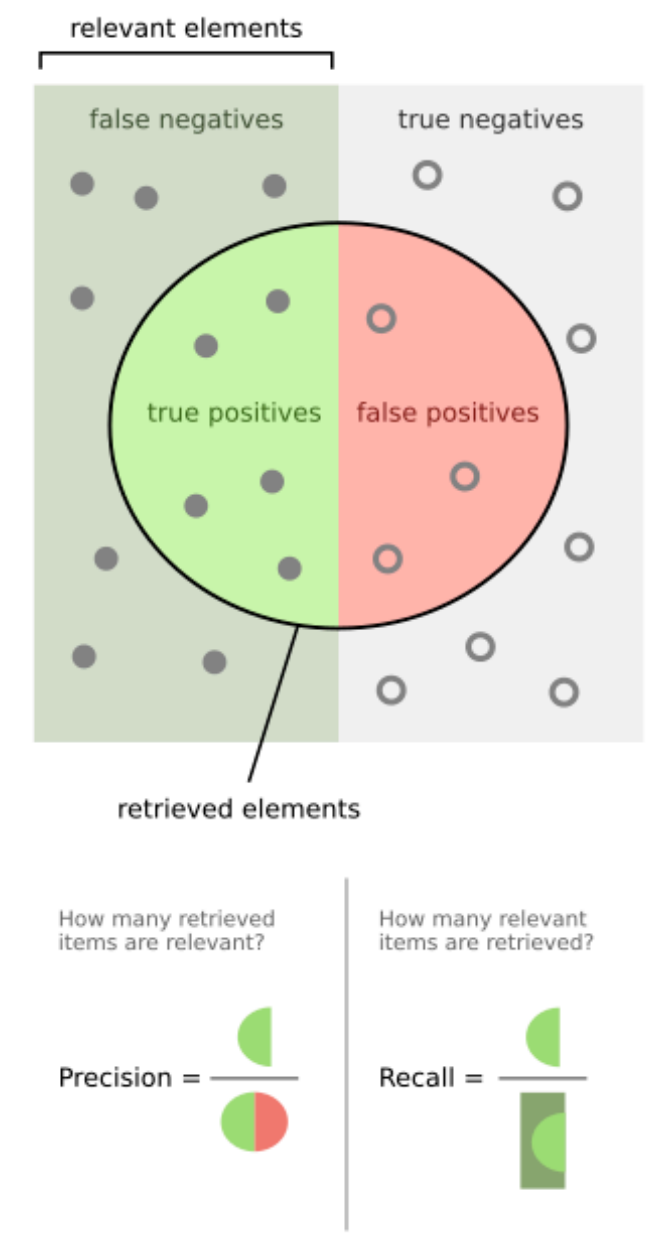 relevant elements
false negatives
true negatives
true positives
false positives
retrieved elements
How many retrieved
items are relevant?
Precision =
How many relevant
items are retrieved?
Recall =